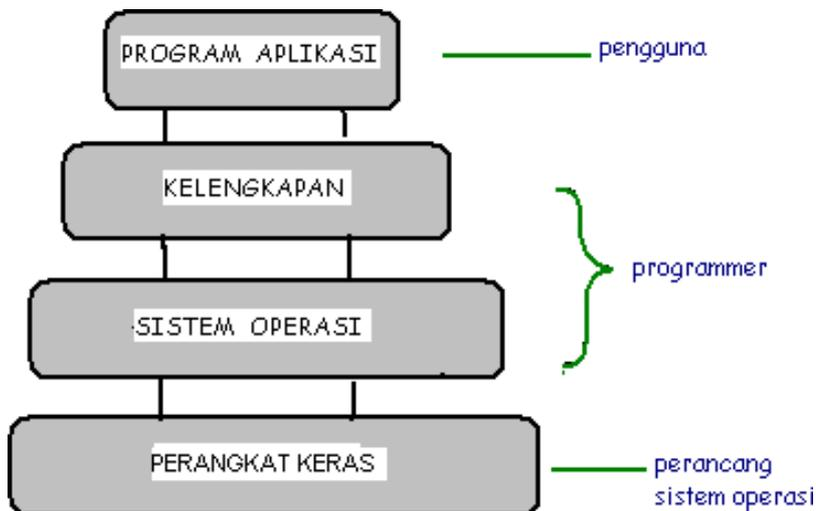 PROGRAM APLIKASI
pengguna
KELENGKAPAN
programmer
SISTEM OPERASI
PERANGKAT KERAS
perancang
sistem operasi